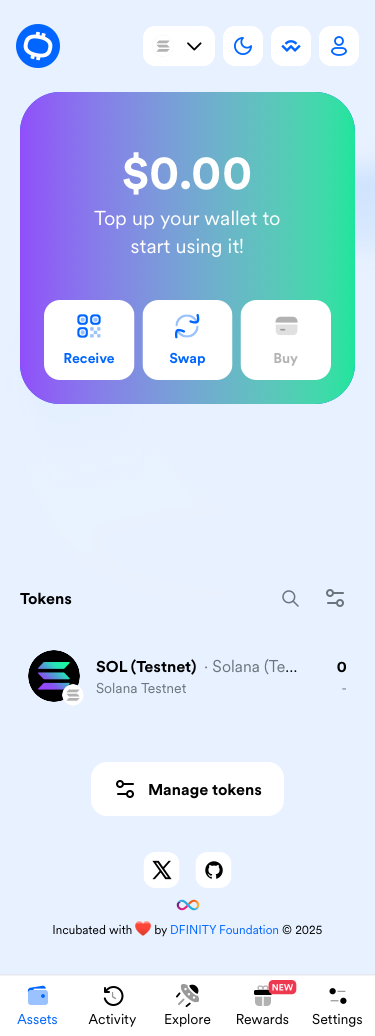 $0.00
Top up your wallet to
start using it!
Receive Swap Buy
Tokens
SOL (Testnet) · Solana (Te... 0
Solana Testnet -
Manage tokens
Incubated with ❤️ by DFINITY Foundation © 2025
NEW
Assets Activity Explore Rewards Settings